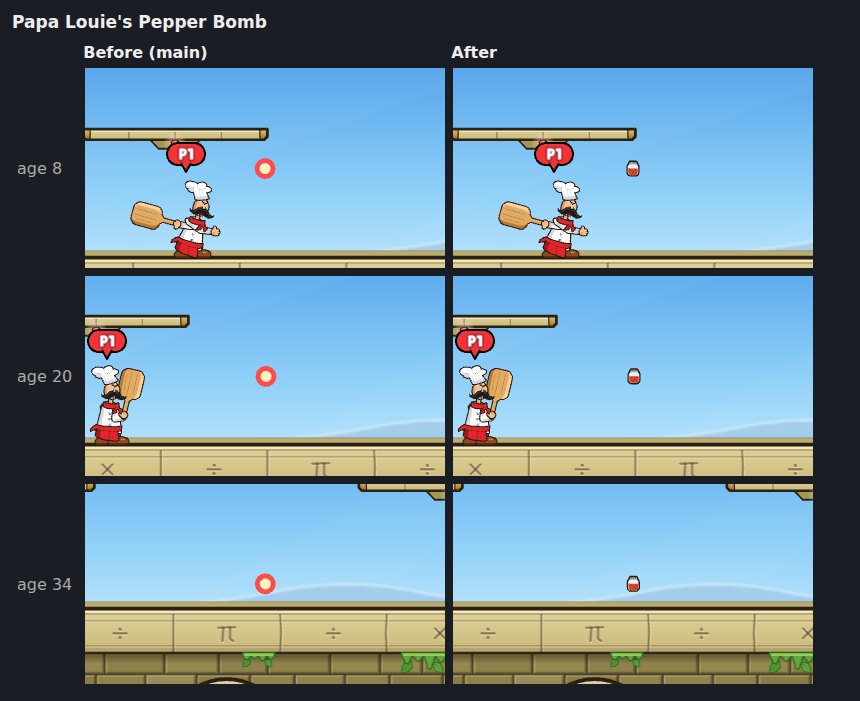 Papa Louie's Pepper Bomb
Before (main) After
age 8
P1 P1
age 20
P1 P1
× ÷ π ÷ × ÷ π ÷
age 34
÷ π ÷ × ÷ π ÷ ×